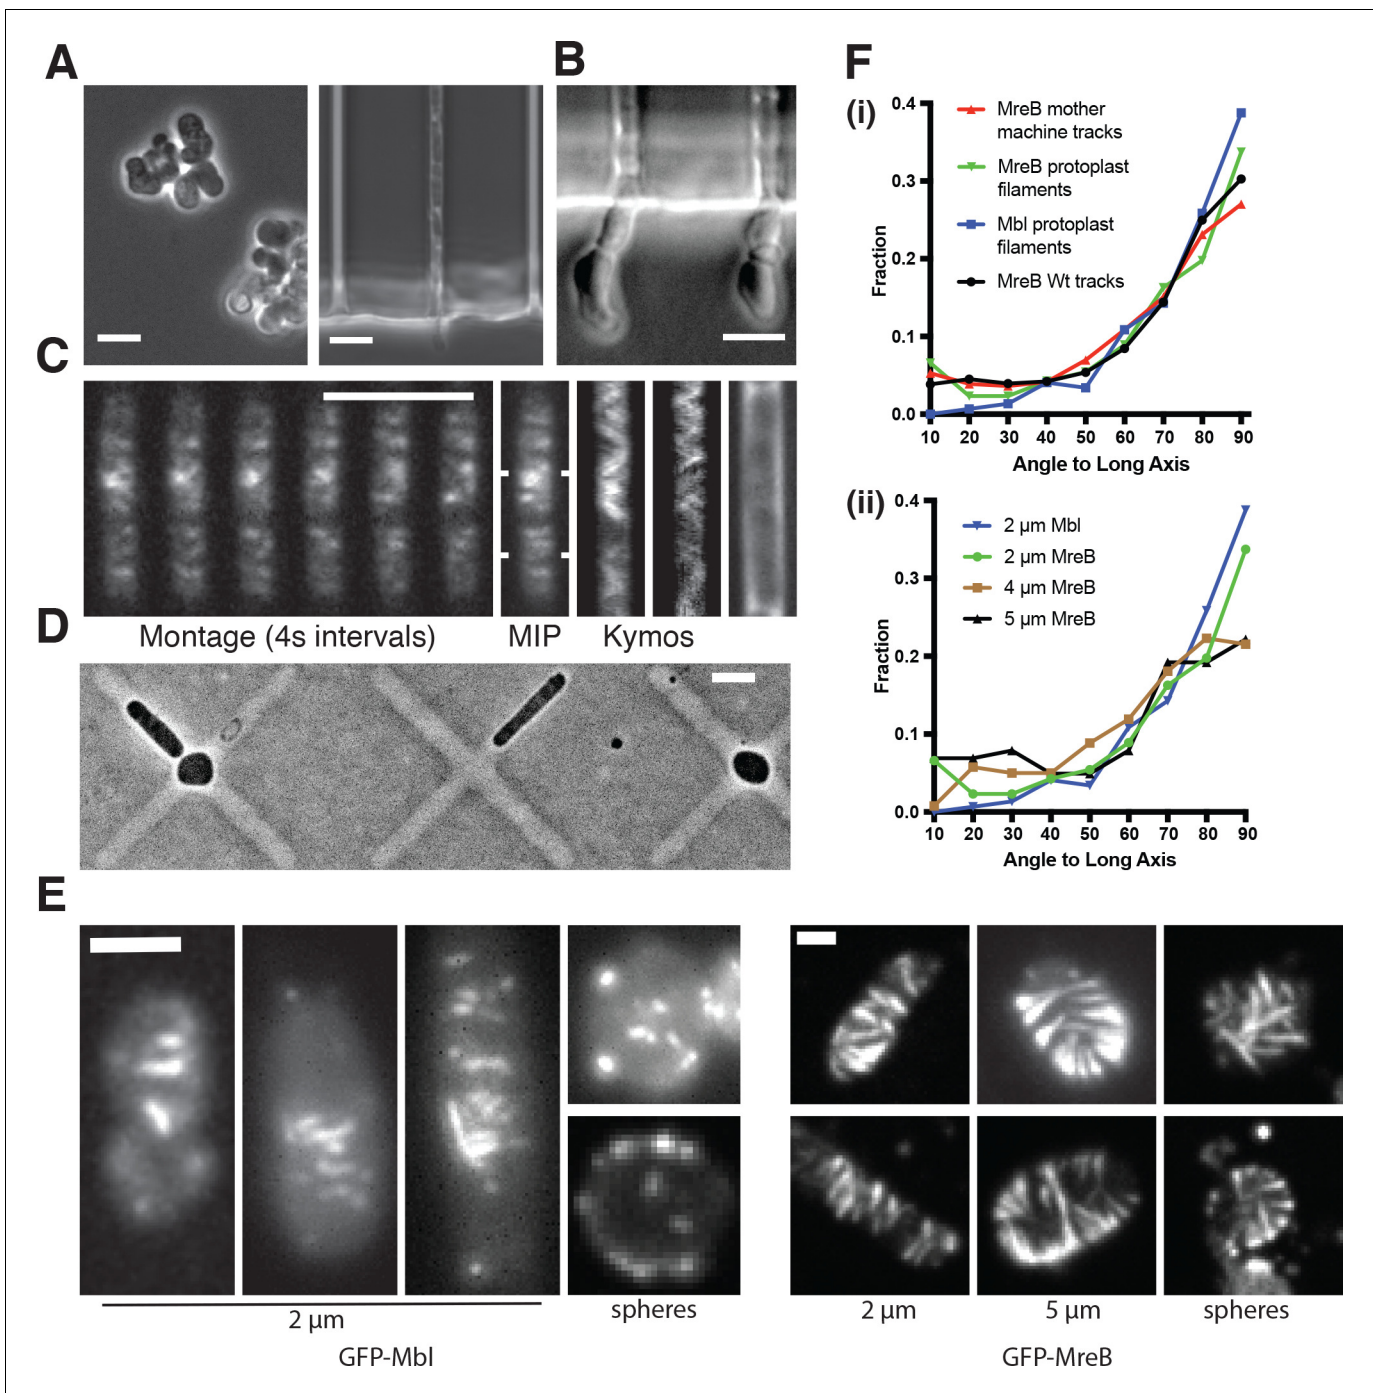 A
B
C
Montage (4s intervals)
MIP
Kymos
D
E
2 µm
spheres
GFP-Mbl
2 µm
5 µm
spheres
GFP-MreB
F
(i)
0.4
0.3
0.2
0.1
0.0
Fraction
MreB mother
machine tracks
MreB protoplast
filaments
Mbl protoplast
filaments
MreB Wt tracks
10 20 30 40 50 60 70 80 90
Angle to Long Axis
(ii)
0.4
0.3
0.2
0.1
0.0
Fraction
2 µm Mbl
2 µm MreB
4 µm MreB
5 µm MreB
10 20 30 40 50 60 70 80 90
Angle to Long Axis